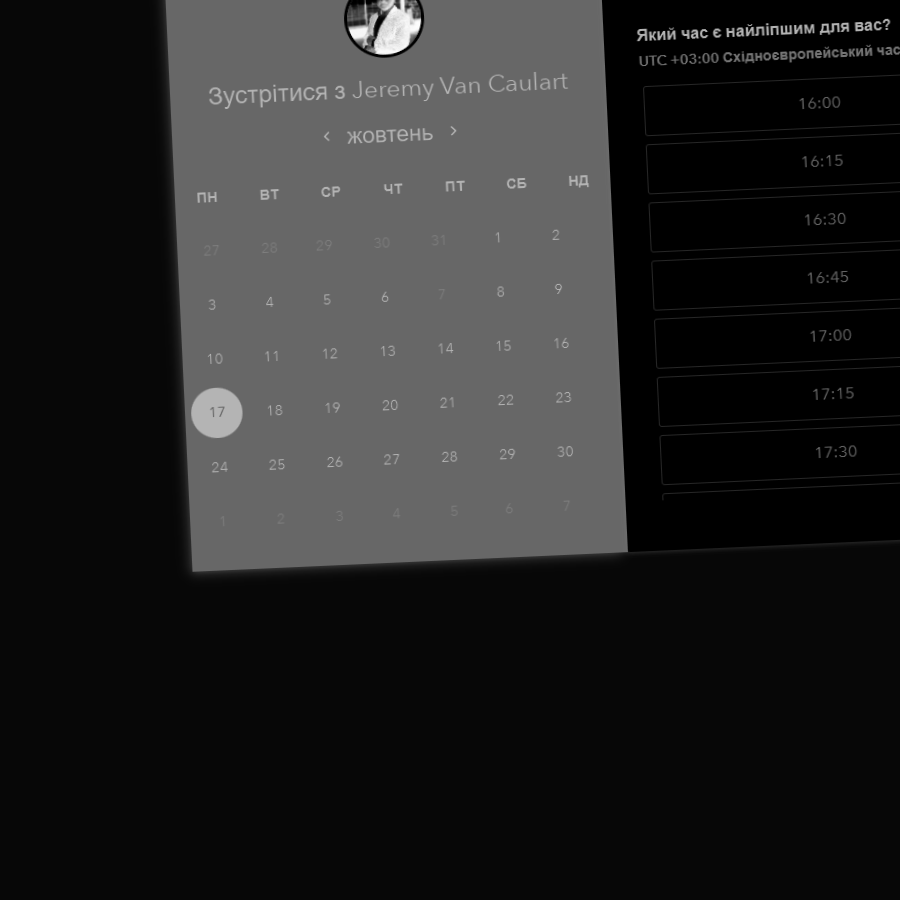 Зустрітися з Jeremy Van Caulart
‹ жовтень ›
ПН ВТ СР ЧТ ПТ СБ НД
27 28 29 30 31 1 2
3 4 5 6 7 8 9
10 11 12 13 14 15 16
17 18 19 20 21 22 23
24 25 26 27 28 29 30
1 2 3 4 5 6 7
Який час є найліпшим для вас?
UTC +03:00 Східноєвропейський час
16:00
16:15
16:30
16:45
17:00
17:15
17:30